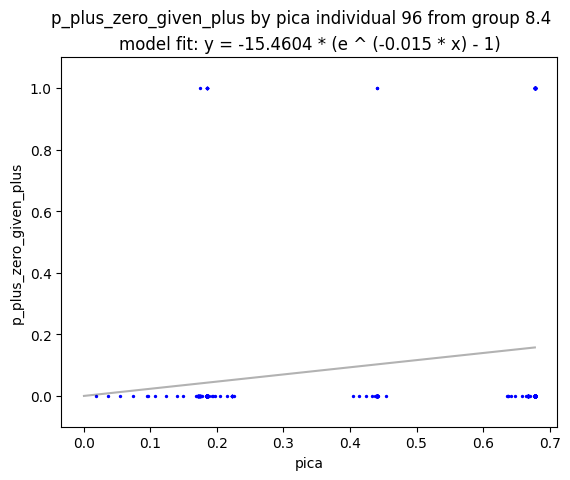 p_plus_zero_given_plus by pica individual 96 from group 8.4
model fit: y = -15.4604 * (e ^ (-0.015 * x) - 1)
1.0
0.8
0.6
0.4
0.2
0.0
p_plus_zero_given_plus
0.0 0.1 0.2 0.3 0.4 0.5 0.6 0.7
pica